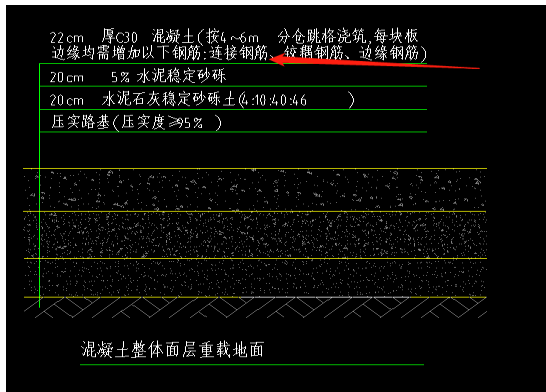 22cm 厚C30 混凝土(按4~6m 分仓跳格浇筑,每块板
边缘均需增加以下钢筋:连接钢筋、铰耦钢筋、边缘钢筋)
20cm 5% 水泥稳定砂砾
20cm 水泥石灰稳定砂砾土(4:10:40:46 )
压实路基(压实度≥95% )
混凝土整体面层重载地面